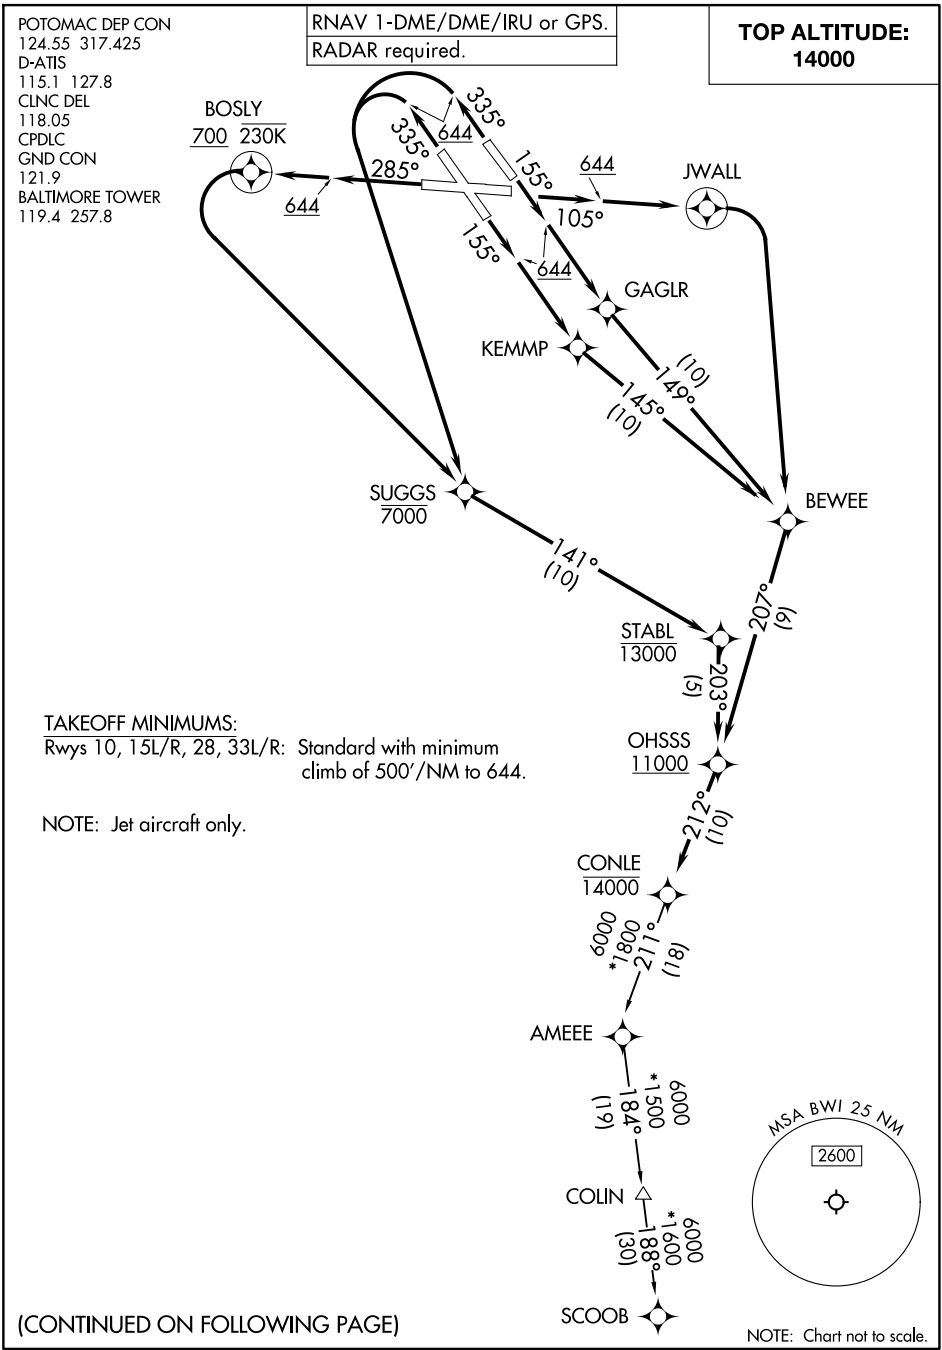 POTOMAC DEP CON
124.55 317.425
D-ATIS
115.1 127.8
CLNC DEL
118.05
CPDLC
GND CON
121.9
BALTIMORE TOWER
119.4 257.8
RNAV 1-DME/DME/IRU or GPS.
RADAR required.
TOP ALTITUDE:
14000
BOSLY
700 230K
335°
335°
644
285°
644
155°
644
105°
JWALL
155°
644
GAGLR
KEMMP
(10)
149°
145°
(10)
SUGGS
7000
BEWEE
141°
(10)
207°
(6)
STABL
13000
203°
(5)
TAKEOFF MINIMUMS:
Rwys 10, 15L/R, 28, 33L/R: Standard with minimum
climb of 500'/NM to 644.
OHSSS
11000
NOTE: Jet aircraft only.
212°
(10)
CONLE
14000
6000
*1800
211°
(18)
AMEEE
6000
*1500
184°
(19)
MSA BWI 25 NM
2600
COLIN
6000
*1600
188°
(30)
SCOOB
(CONTINUED ON FOLLOWING PAGE)
NOTE: Chart not to scale.